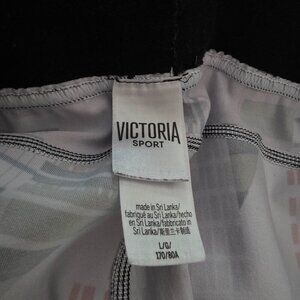 VICTORIA
SPORT
made in Sri Lanka/
fabriqué au Sri Lanka/hecho
en Sri Lanka/fabbricato in
Sri Lanka/斯里兰卡制造
L/G/
170/80A